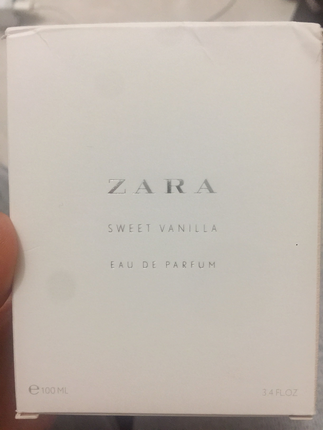 ZARA
SWEET VANILLA
EAU DE PARFUM
℮100 ML
3.4 FL.OZ